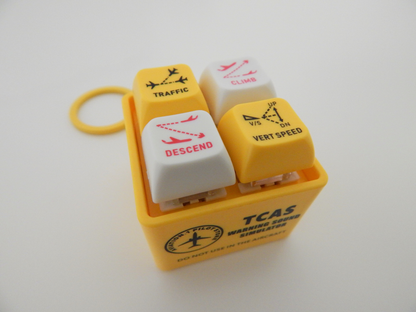 TRAFFIC
CLIMB
DESCEND
UP
V/S
DN
VERT SPEED
TCAS
WARNING SOUND
SIMULATOR